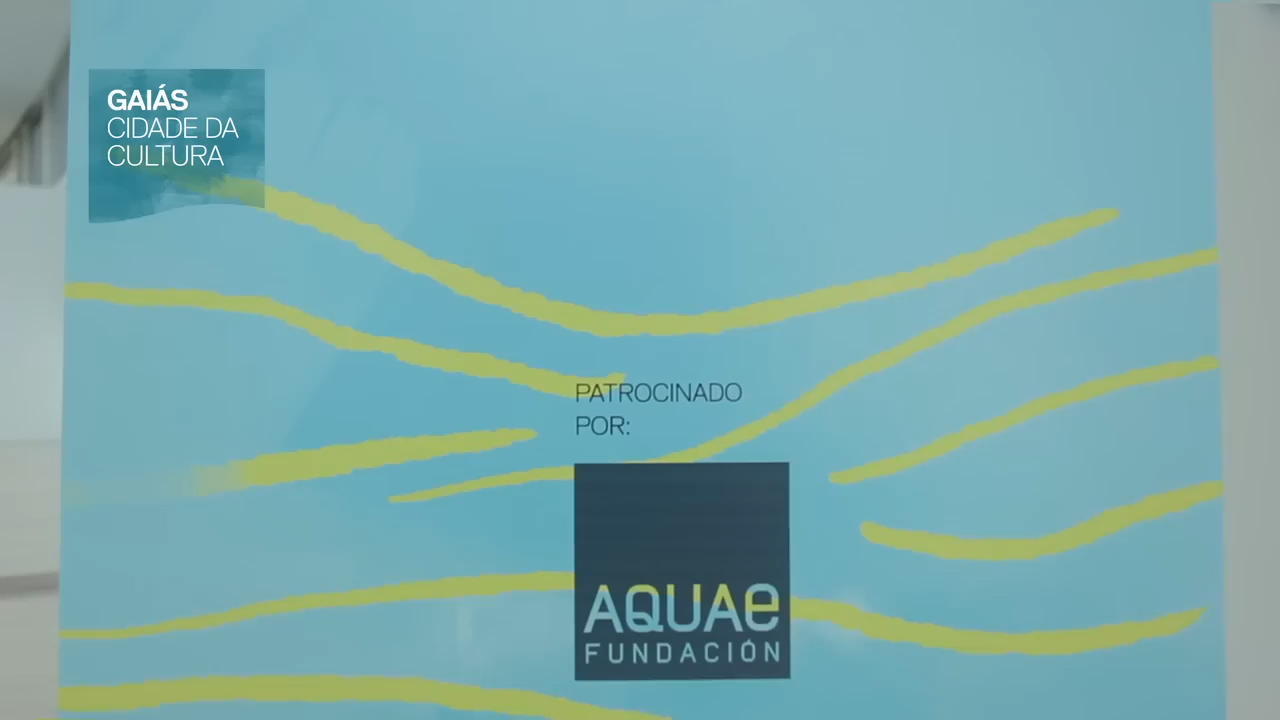 GAIÁS
CIDADE DA
CULTURA
PATROCINADO
POR:
AQUAe
FUNDACIÓN